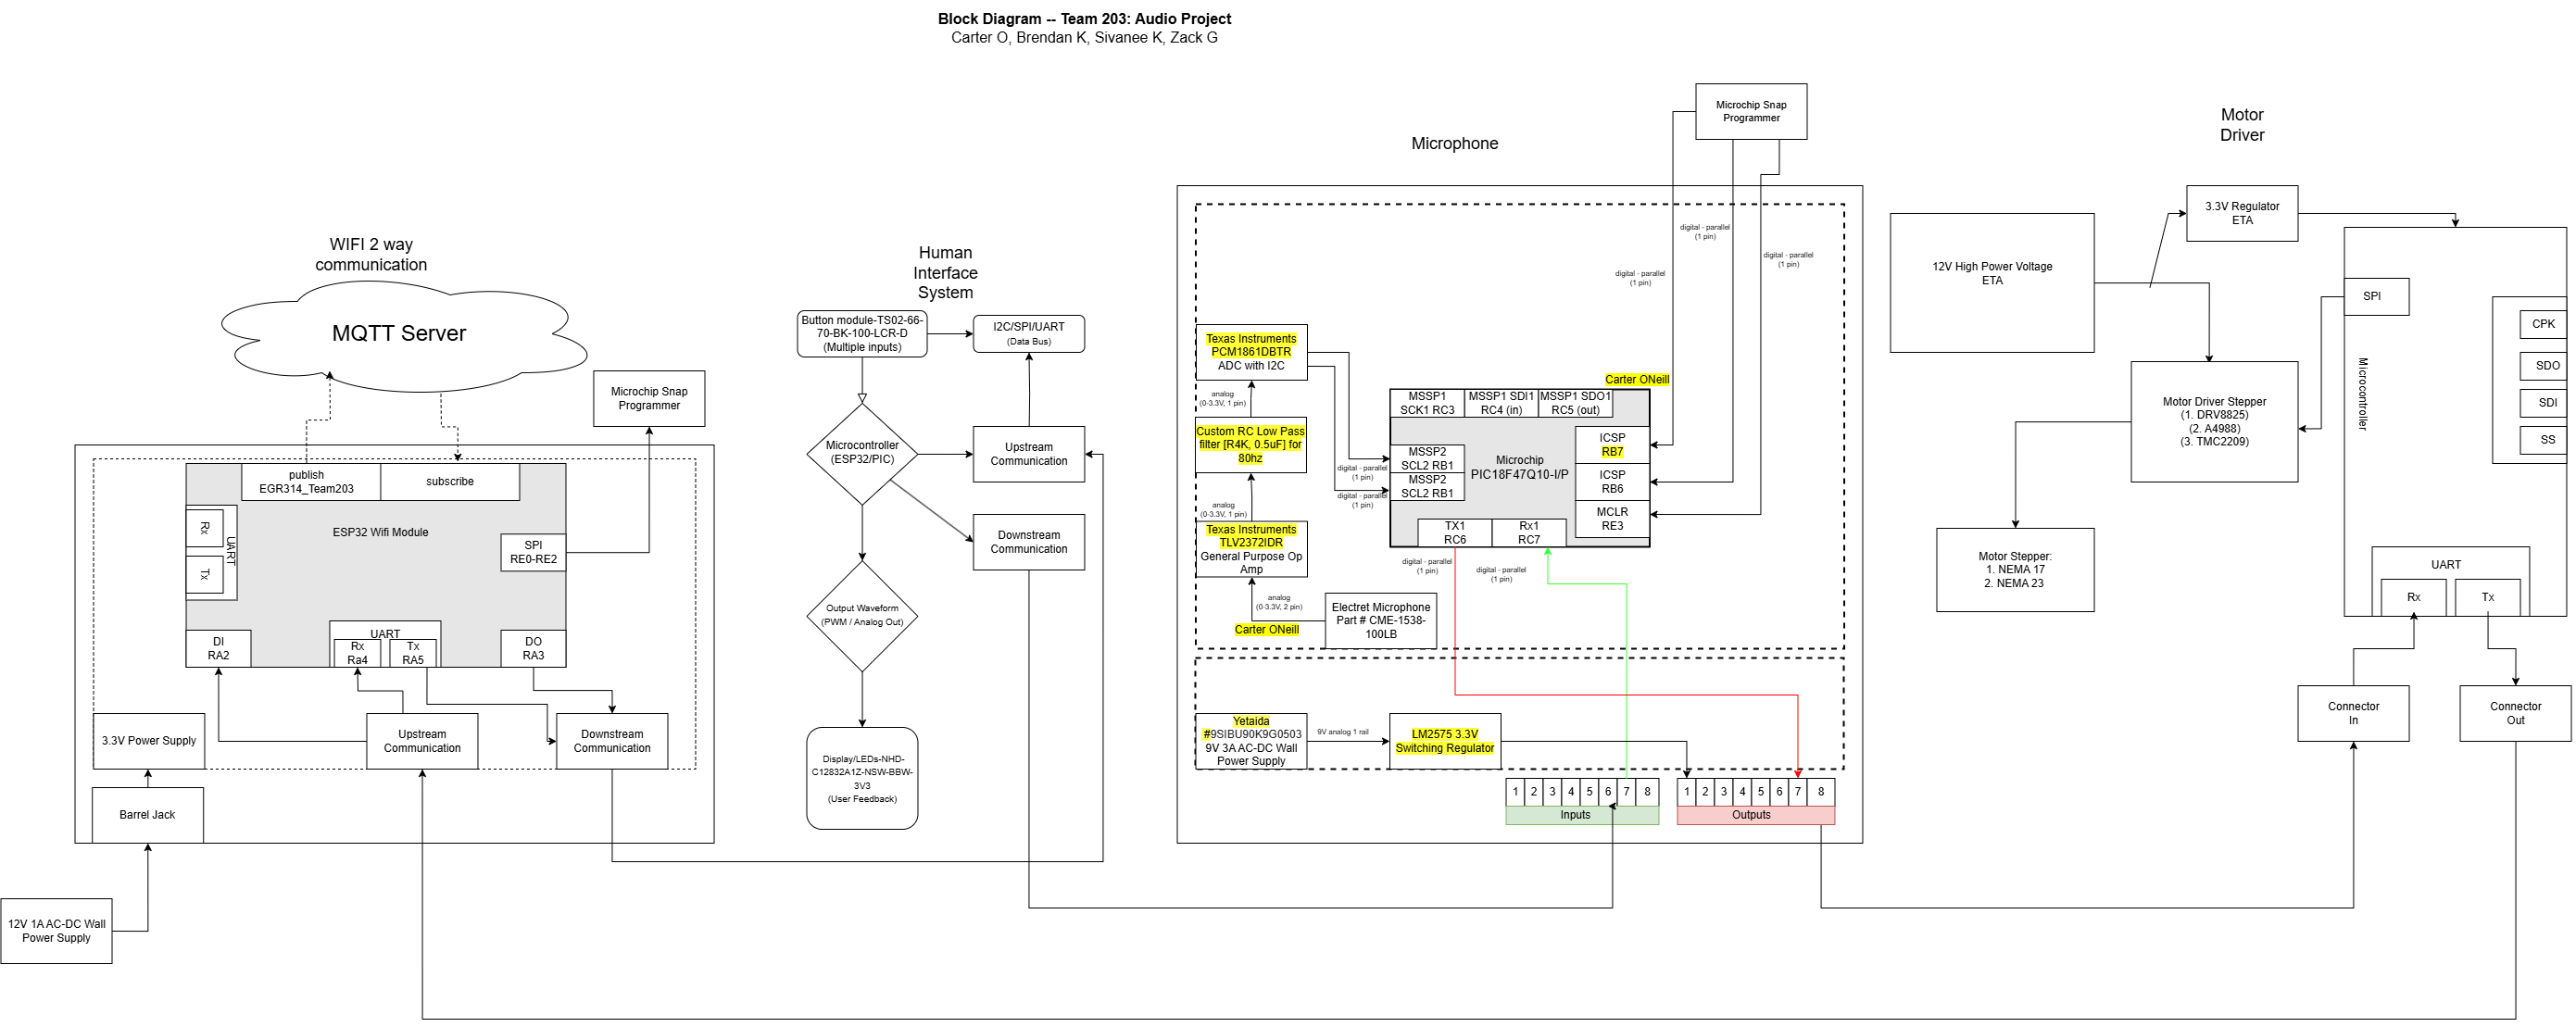 Block Diagram -- Team 203: Audio Project
Carter O, Brendan K, Sivanee K, Zack G
WIFI 2 way
communication
MQTT Server
Microchip Snap
Programmer
publish
EGR314_Team203
subscribe
Rx
Tx
UART
ESP32 Wifi Module
SPI
RE0-RE2
DI
RA2
UART
Rx
Ra4
Tx
RA5
DO
RA3
3.3V Power Supply
Upstream
Communication
Downstream
Communication
Barrel Jack
12V 1A AC-DC Wall
Power Supply
Human
Interface
System
Button module-TS02-66-
70-BK-100-LCR-D
(Multiple inputs)
I2C/SPI/UART
(Data Bus)
Microcontroller
(ESP32/PIC)
Upstream
Communication
Downstream
Communication
Output Waveform
(PWM / Analog Out)
Display/LEDs-NHD-
C12832A1Z-NSW-BBW-
3V3
(User Feedback)
Microphone
Microchip Snap
Programmer
digital - parallel
(1 pin)
digital - parallel
(1 pin)
digital - parallel
(1 pin)
Texas Instruments
PCM1861DBTR
ADC with I2C
analog
(0-3.3V, 1 pin)
Custom RC Low Pass
filter [R4K, 0.5uF] for
80hz
analog
(0-3.3V, 1 pin)
Texas Instruments
TLV2372IDR
General Purpose Op
Amp
analog
(0-3.3V, 2 pin)
Carter ONeill
Electret Microphone
Part # CME-1538-
100LB
digital - parallel
(1 pin)
digital - parallel
(1 pin)
Carter ONeill
MSSP1
SCK1 RC3
MSSP1 SDI1
RC4 (in)
MSSP1 SDO1
RC5 (out)
MSSP2
SCL2 RB1
MSSP2
SCL2 RB1
Microchip
PIC18F47Q10-I/P
ICSP
RB7
ICSP
RB6
MCLR
RE3
TX1
RC6
Rx1
RC7
digital - parallel
(1 pin)
digital - parallel
(1 pin)
Yetaida
#9SIBU90K9G0503
9V 3A AC-DC Wall
Power Supply
9V analog 1 rail
LM2575 3.3V
Switching Regulator
1 2 3 4 5 6 7 8
Inputs
1 2 3 4 5 6 7 8
Outputs
Motor
Driver
12V High Power Voltage
ETA
3.3V Regulator
ETA
Motor Driver Stepper
(1. DRV8825)
(2. A4988)
(3. TMC2209)
Motor Stepper:
1. NEMA 17
2. NEMA 23
SPI
Microcontroller
CPK
SDO
SDI
SS
UART
Rx
Tx
Connector
In
Connector
Out